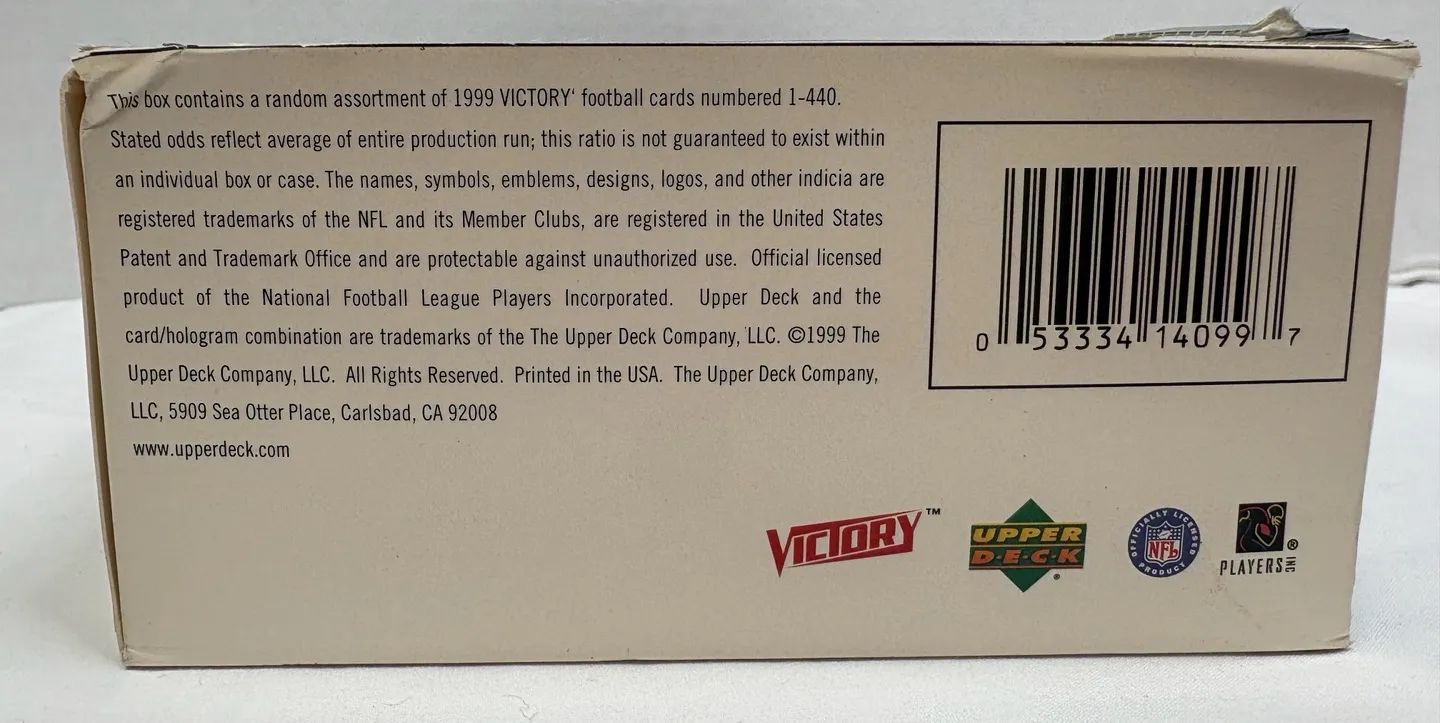 This box contains a random assortment of 1999 VICTORY' football cards numbered 1-440.
Stated odds reflect average of entire production run; this ratio is not guaranteed to exist within
an individual box or case. The names, symbols, emblems, designs, logos, and other indicia are
registered trademarks of the NFL and its Member Clubs, are registered in the United States
Patent and Trademark Office and are protectable against unauthorized use. Official licensed
product of the National Football League Players Incorporated. Upper Deck and the
card/hologram combination are trademarks of the The Upper Deck Company, LLC. ©1999 The
Upper Deck Company, LLC. All Rights Reserved. Printed in the USA. The Upper Deck Company,
LLC, 5909 Sea Otter Place, Carlsbad, CA 92008
www.upperdeck.com
0 53334 14099 7
VICTORY™
UPPER
D·E·C·K®
OFFICIALLY LICENSED
NFL
PRODUCT
PLAYERS INC®